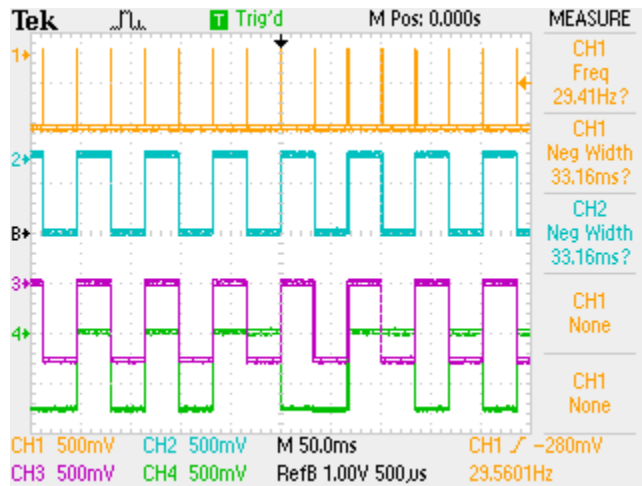 Tek T Trig'd M Pos: 0.000s MEASURE
1 CH1
Freq
29.41Hz?
CH1
Neg Width
33.16ms?
2 CH2
B Neg Width
33.16ms?
3 CH1
4 None
CH1
None
CH1 500mV CH2 500mV M 50.0ms CH1 -280mV
CH3 500mV CH4 500mV RefB 1.00V 500µs 29.5601Hz